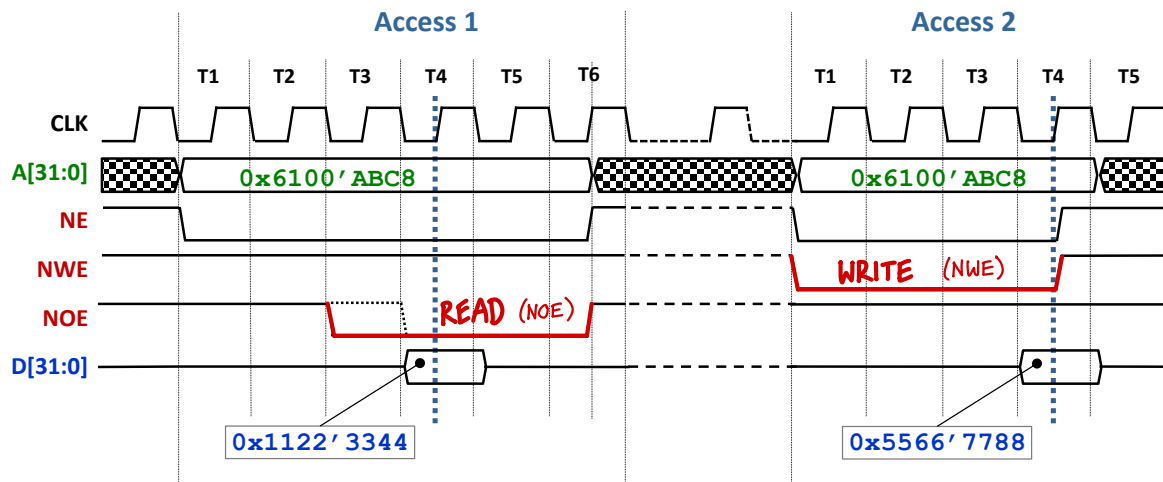 Access 1 Access 2
T1 T2 T3 T4 T5 T6 T1 T2 T3 T4 T5
CLK
A[31:0] 0x6100’ABC8 0x6100’ABC8
NE
NWE WRITE (NWE)
NOE READ (NOE)
D[31:0]
0x1122’3344 0x5566’7788